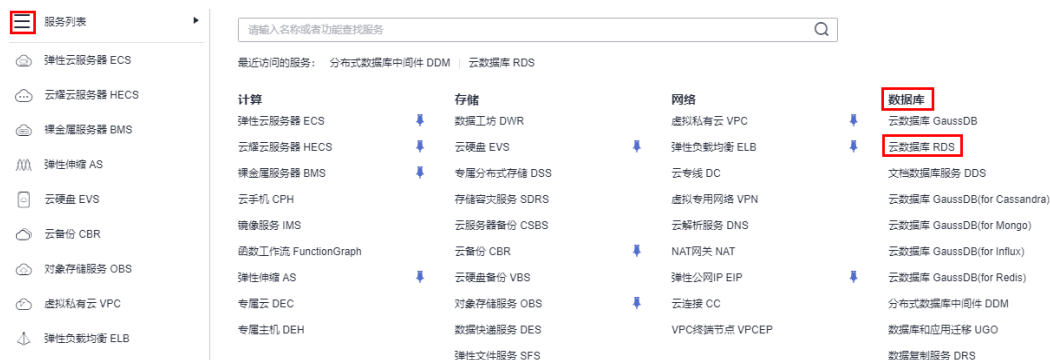 服务列表
弹性云服务器 ECS
云耀云服务器 HECS
裸金属服务器 BMS
弹性伸缩 AS
云硬盘 EVS
云备份 CBR
对象存储服务 OBS
虚拟私有云 VPC
弹性负载均衡 ELB
请输入名称或者功能查找服务
最近访问的服务： 分布式数据库中间件 DDM | 云数据库 RDS
计算
弹性云服务器 ECS
云耀云服务器 HECS
裸金属服务器 BMS
云手机 CPH
镜像服务 IMS
函数工作流 FunctionGraph
弹性伸缩 AS
专属云 DEC
专属主机 DEH
存储
数据工坊 DWR
云硬盘 EVS
专属分布式存储 DSS
存储容灾服务 SDRS
云服务器备份 CSBS
云备份 CBR
云硬盘备份 VBS
对象存储服务 OBS
数据快递服务 DES
弹性文件服务 SFS
网络
虚拟私有云 VPC
弹性负载均衡 ELB
云专线 DC
虚拟专用网络 VPN
云解析服务 DNS
NAT网关 NAT
弹性公网IP EIP
云连接 CC
VPC终端节点 VPCEP
数据库
云数据库 GaussDB
云数据库 RDS
文档数据库服务 DDS
云数据库 GaussDB(for Cassandra)
云数据库 GaussDB(for Mongo)
云数据库 GaussDB(for Influx)
云数据库 GaussDB(for Redis)
分布式数据库中间件 DDM
数据库和应用迁移 UGO
数据复制服务 DRS